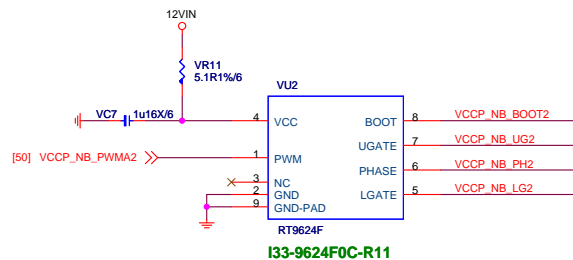 12VIN
VR11
5.1R1%/6
VU2
VC7 1u16X/6
4 VCC BOOT 8 VCCP_NB_BOOT2
UGATE 7 VCCP_NB_UG2
[50] VCCP_NB_PWMA2 1 PWM
PHASE 6 VCCP_NB_PH2
3 NC
2 GND LGATE 5 VCCP_NB_LG2
9 GND-PAD
RT9624F
I33-9624F0C-R11